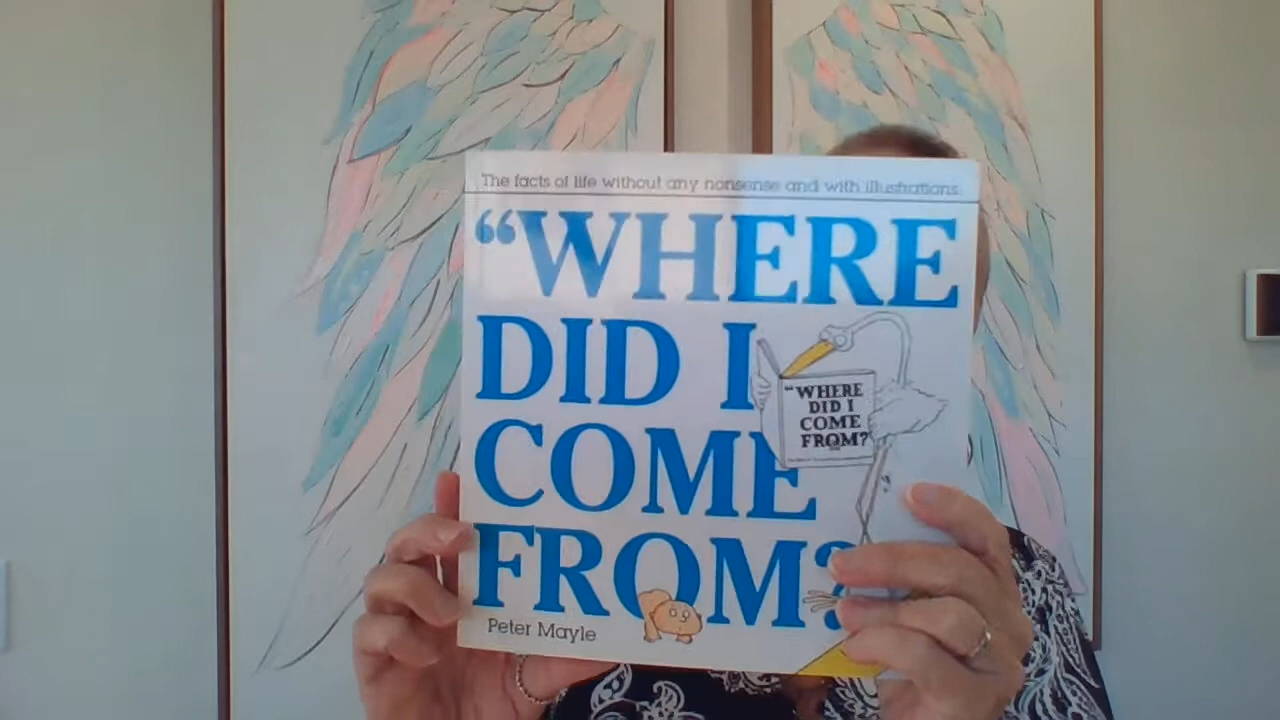 The facts of life without any nonsense and with illustrations.
“WHERE
DID I
COME
FROM?
“WHERE
DID I
COME
FROM?
Peter Mayle